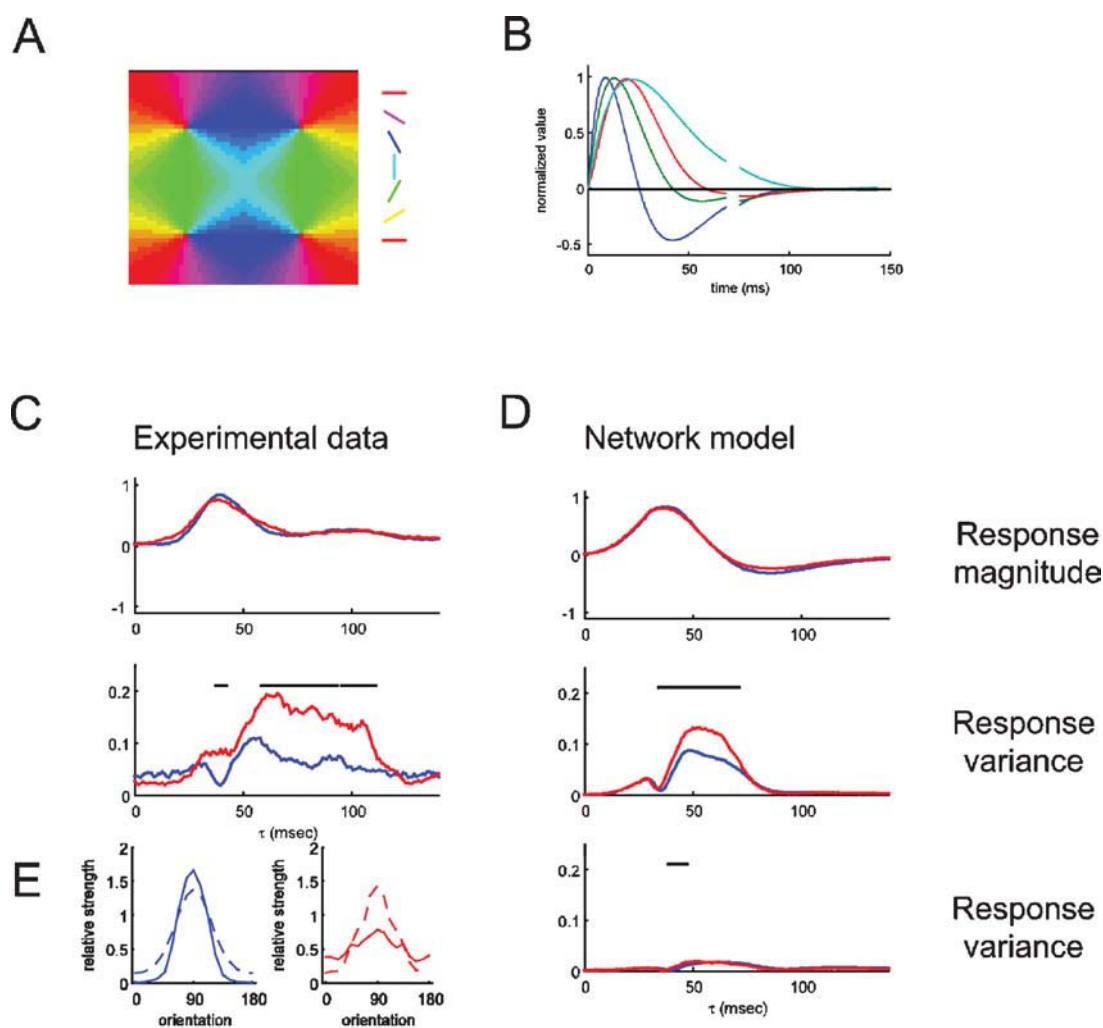 A
B
1
0.5
0
-0.5
normalized value
0
50
100
150
time (ms)
C
Experimental data
D
Network model
1
0
-1
0
50
100
1
0
-1
0
50
100
Response
magnitude
0.2
0.1
0
0
50
100
τ (msec)
0.2
0.1
0
0
50
100
Response
variance
E
2
1.5
1
0.5
0
relative strength
0
90
180
orientation
2
1.5
1
0.5
0
relative strength
0
90
180
orientation
0.2
0.1
0
0
50
100
τ (msec)
Response
variance